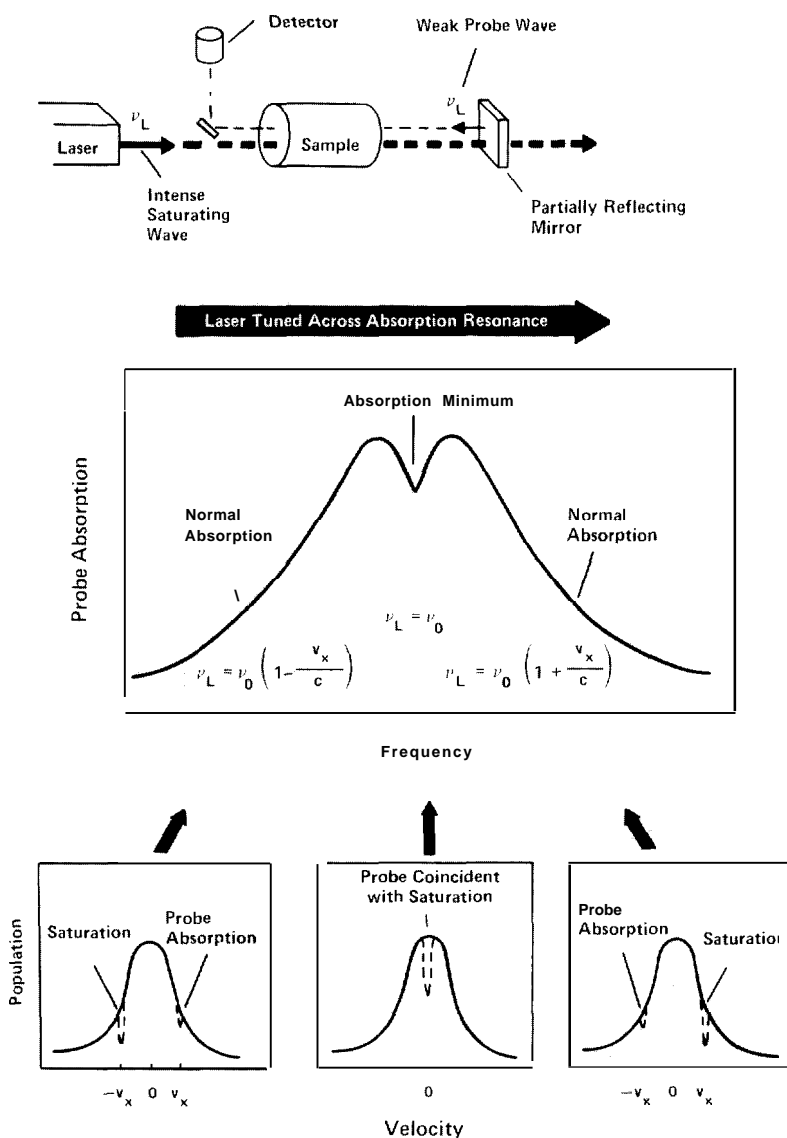 Detector
Weak Probe Wave
ν_L
ν_L
Laser
Sample
Intense
Saturating
Wave
Partially Reflecting
Mirror
Laser Tuned Across Absorption Resonance
Absorption Minimum
Probe Absorption
Normal
Absorption
Normal
Absorption
ν_L = ν_0
ν_L = ν_0 (1 - v_x/c)
ν_L = ν_0 (1 + v_x/c)
Frequency
Population
Saturation
Probe
Absorption
Probe Coincident
with Saturation
Probe
Absorption
Saturation
-v_x 0 v_x
0
-v_x 0 v_x
Velocity